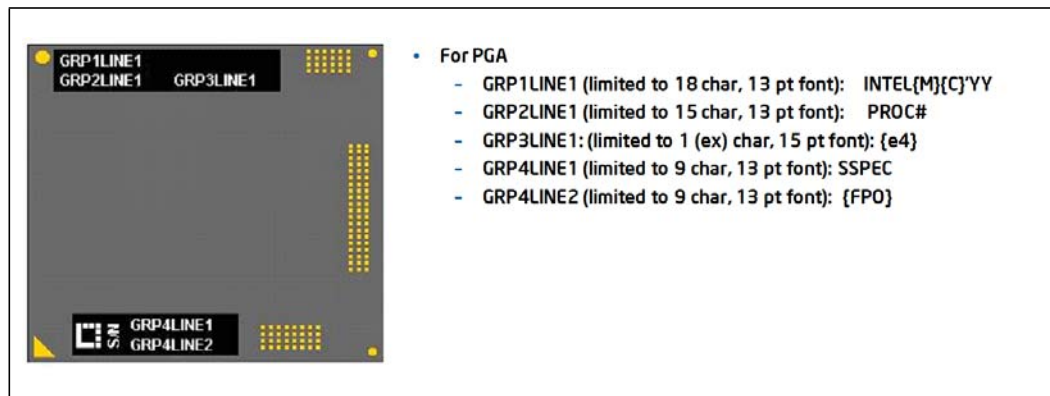 GRP1LINE1
GRP2LINE1 GRP3LINE1
S/N
GRP4LINE1
GRP4LINE2
• For PGA
- GRP1LINE1 (limited to 18 char, 13 pt font): INTEL{M}{C}'YY
- GRP2LINE1 (limited to 15 char, 13 pt font): PROC#
- GRP3LINE1: (limited to 1 (ex) char, 15 pt font): {e4}
- GRP4LINE1 (limited to 9 char, 13 pt font): SSPEC
- GRP4LINE2 (limited to 9 char, 13 pt font): {FPO}